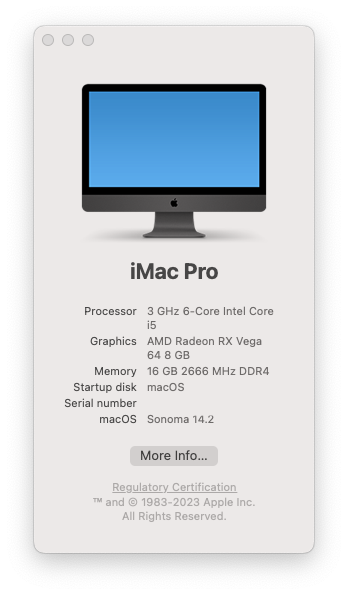 iMac Pro
Processor 3 GHz 6-Core Intel Core
i5
Graphics AMD Radeon RX Vega
64 8 GB
Memory 16 GB 2666 MHz DDR4
Startup disk macOS
Serial number
macOS Sonoma 14.2
More Info...
Regulatory Certification
™ and © 1983-2023 Apple Inc.
All Rights Reserved.